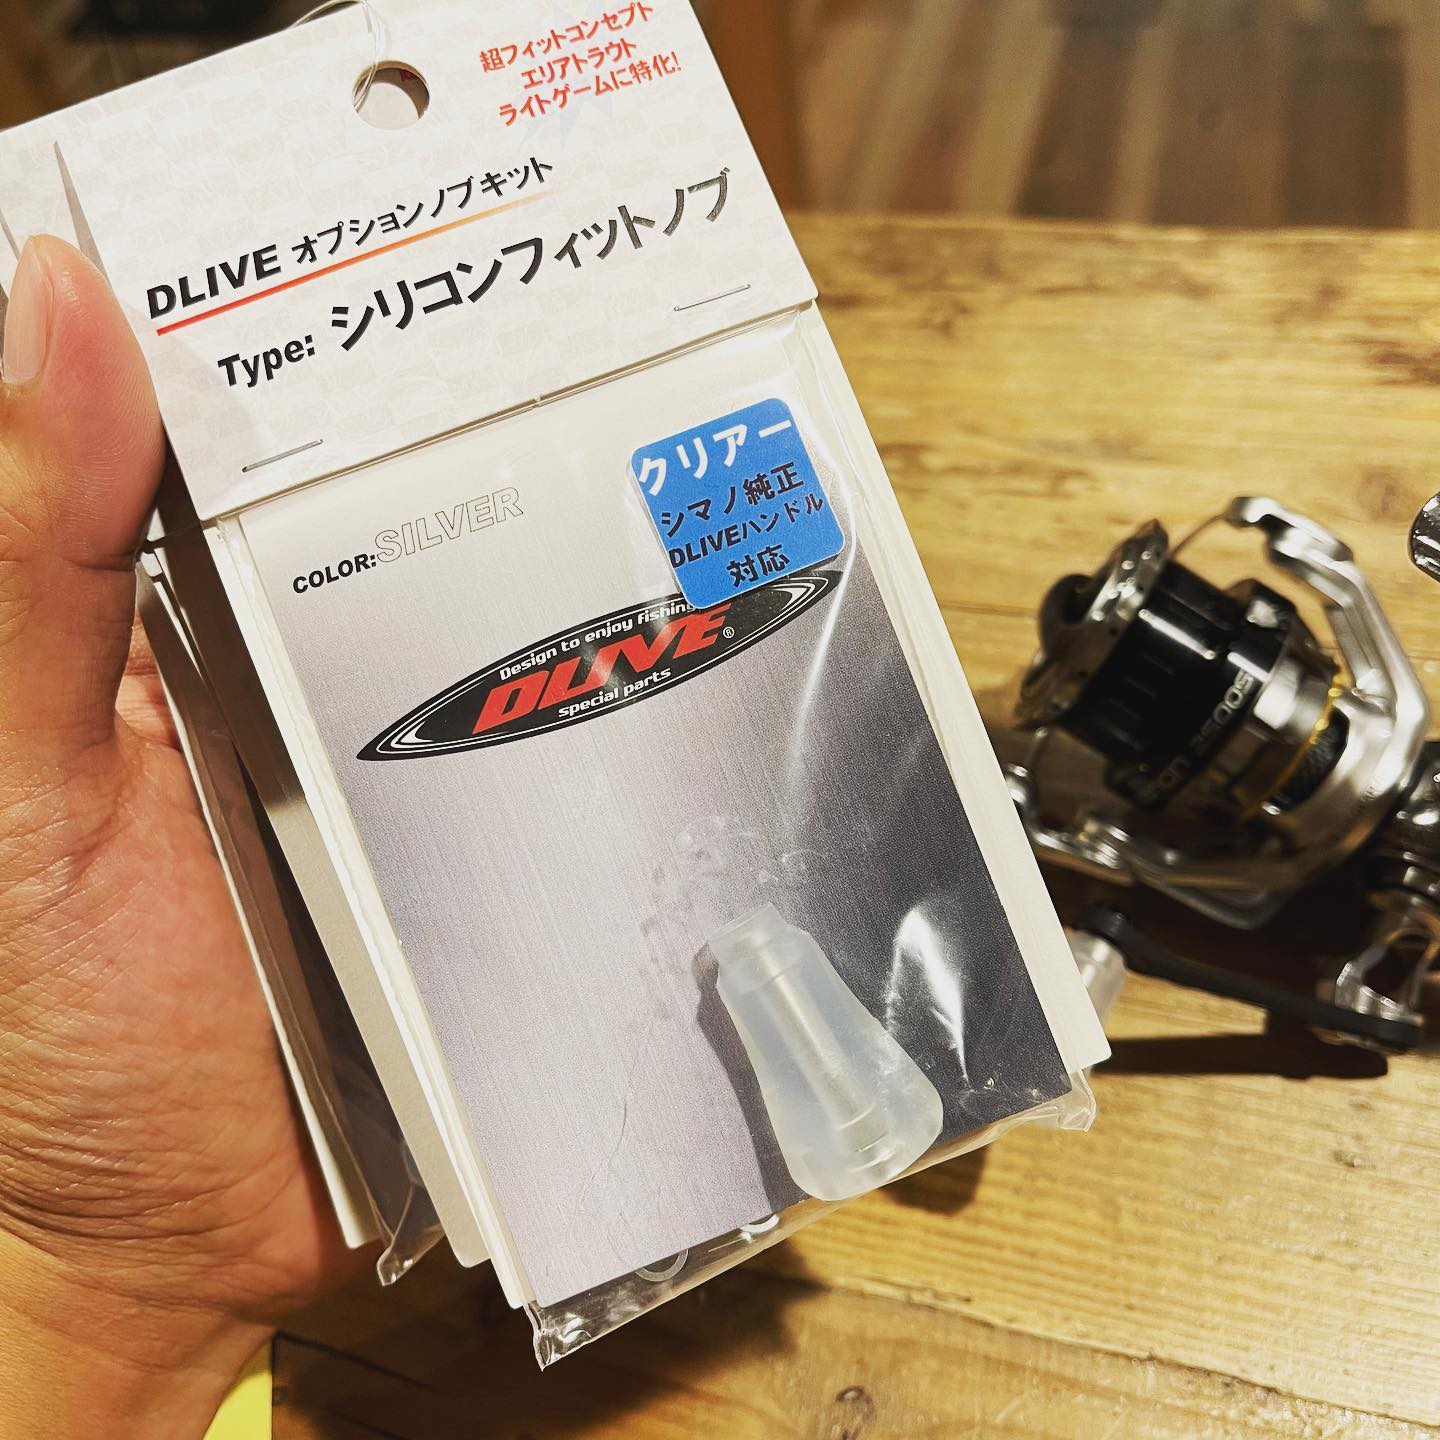 超フィットコンセプト
エリアトラウト
ライトゲームに特化!
DLIVE オプションノブキット
Type: シリコンフィットノブ
クリアー
シマノ純正
DLIVEハンドル
対応
COLOR:SILVER
Design to enjoy fishing
DLIVE®
special parts